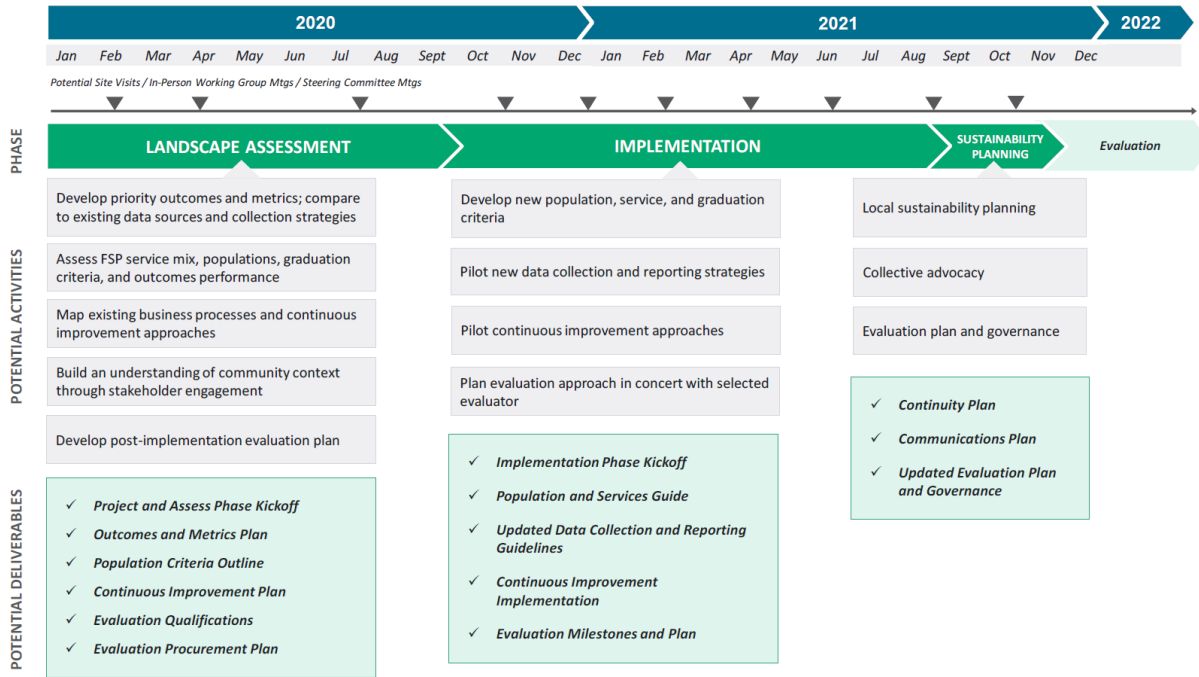 2020
2021
2022
Jan Feb Mar Apr May Jun Jul Aug Sept Oct Nov Dec Jan Feb Mar Apr May Jun Jul Aug Sept Oct Nov Dec
Potential Site Visits / In-Person Working Group Mtgs / Steering Committee Mtgs
PHASE
LANDSCAPE ASSESSMENT
IMPLEMENTATION
SUSTAINABILITY
PLANNING
Evaluation
POTENTIAL ACTIVITIES
Develop priority outcomes and metrics; compare
to existing data sources and collection strategies
Assess FSP service mix, populations, graduation
criteria, and outcomes performance
Map existing business processes and continuous
improvement approaches
Build an understanding of community context
through stakeholder engagement
Develop post-implementation evaluation plan
Develop new population, service, and graduation
criteria
Pilot new data collection and reporting strategies
Pilot continuous improvement approaches
Plan evaluation approach in concert with selected
evaluator
Local sustainability planning
Collective advocacy
Evaluation plan and governance
POTENTIAL DELIVERABLES
✓ Project and Assess Phase Kickoff
✓ Outcomes and Metrics Plan
✓ Population Criteria Outline
✓ Continuous Improvement Plan
✓ Evaluation Qualifications
✓ Evaluation Procurement Plan
✓ Implementation Phase Kickoff
✓ Population and Services Guide
✓ Updated Data Collection and Reporting
Guidelines
✓ Continuous Improvement
Implementation
✓ Evaluation Milestones and Plan
✓ Continuity Plan
✓ Communications Plan
✓ Updated Evaluation Plan
and Governance